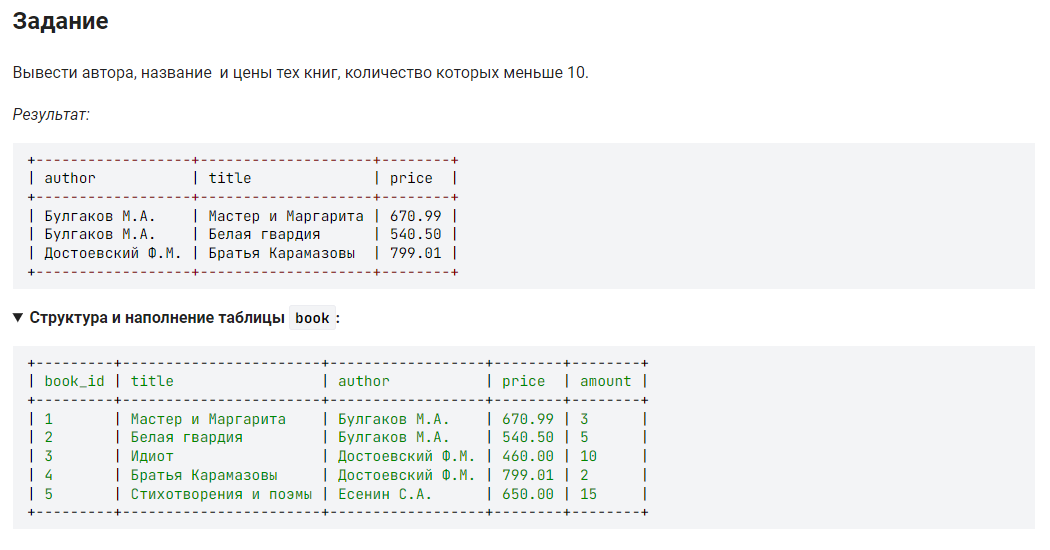 Задание
Вывести автора, название  и цены тех книг, количество которых меньше 10.
Результат:
+------------------+--------------------+--------+
| author           | title              | price  |
+------------------+--------------------+--------+
| Булгаков М.А.    | Мастер и Маргарита | 670.99 |
| Булгаков М.А.    | Белая гвардия      | 540.50 |
| Достоевский Ф.М. | Братья Карамазовы  | 799.01 |
+------------------+--------------------+--------+
▼ Структура и наполнение таблицы book :
+---------+-----------------------+------------------+--------+--------+
| book_id | title                 | author           | price  | amount |
+---------+-----------------------+------------------+--------+--------+
| 1       | Мастер и Маргарита    | Булгаков М.А.    | 670.99 | 3      |
| 2       | Белая гвардия         | Булгаков М.А.    | 540.50 | 5      |
| 3       | Идиот                 | Достоевский Ф.М. | 460.00 | 10     |
| 4       | Братья Карамазовы     | Достоевский Ф.М. | 799.01 | 2      |
| 5       | Стихотворения и поэмы | Есенин С.А.      | 650.00 | 15     |
+---------+-----------------------+------------------+--------+--------+